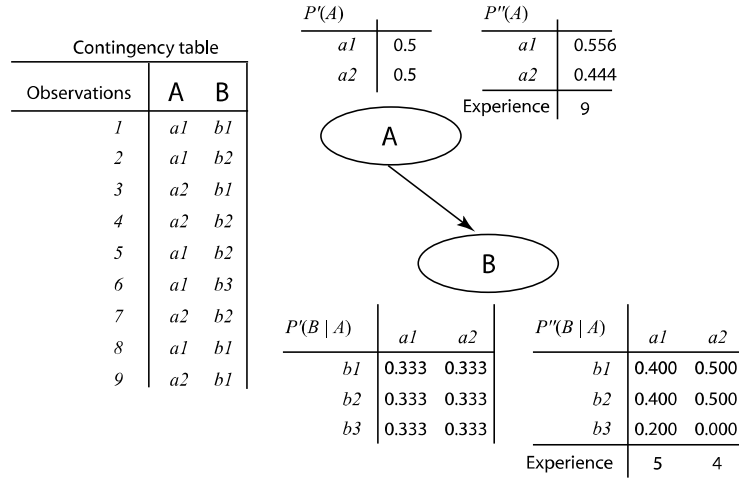 Contingency table
Observations A B
1 a1 b1
2 a1 b2
3 a2 b1
4 a2 b2
5 a1 b2
6 a1 b3
7 a2 b2
8 a1 b1
9 a2 b1
P′(A)
a1 0.5
a2 0.5
P″(A)
a1 0.556
a2 0.444
Experience 9
A
B
P′(B | A) a1 a2
b1 0.333 0.333
b2 0.333 0.333
b3 0.333 0.333
P″(B | A) a1 a2
b1 0.400 0.500
b2 0.400 0.500
b3 0.200 0.000
Experience 5 4